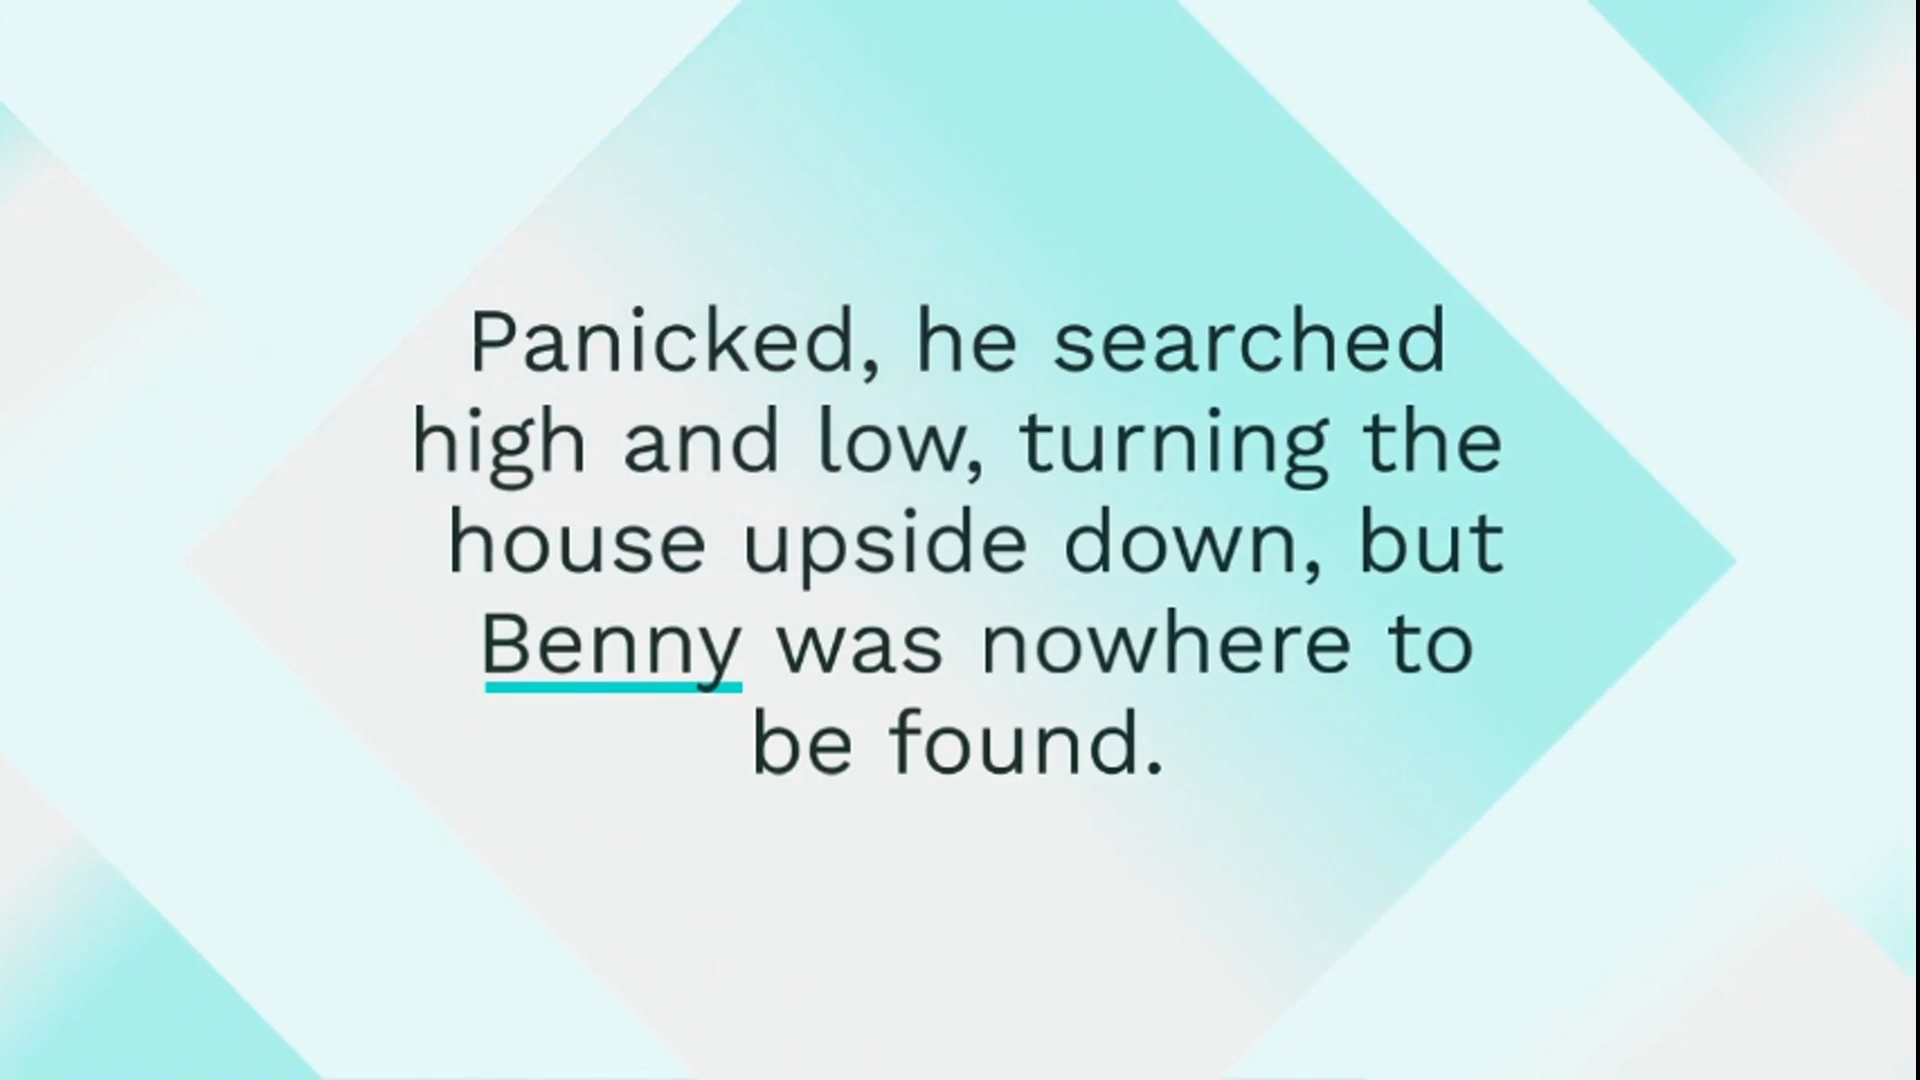 Panicked, he searched
high and low, turning the
house upside down, but
Benny was nowhere to
be found.